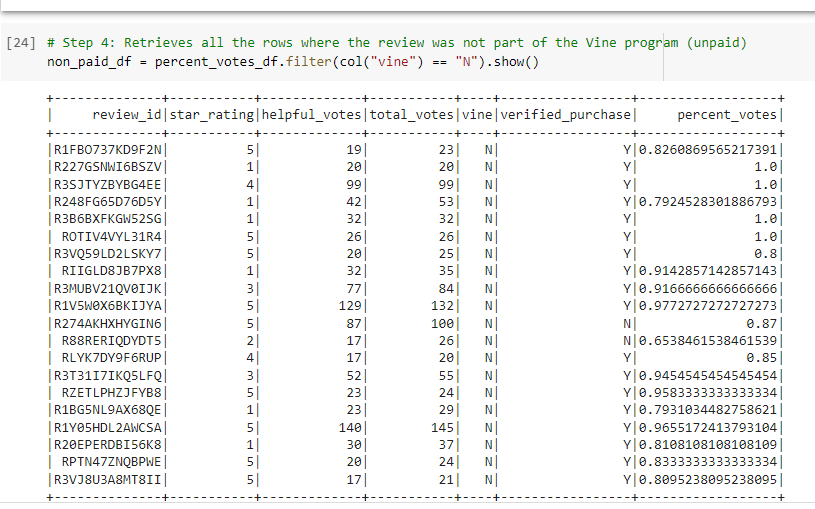 [24] # Step 4: Retrieves all the rows where the review was not part of the Vine program (unpaid)
non_paid_df = percent_votes_df.filter(col("vine") == "N").show()
+--------------+-----------+-------------+-----------+----+-----------------+------------------+
|     review_id|star_rating|helpful_votes|total_votes|vine|verified_purchase|     percent_votes|
+--------------+-----------+-------------+-----------+----+-----------------+------------------+
|R1FBO737KD9F2N|          5|           19|         23|   N|                Y|0.8260869565217391|
|R227GSNWI6BSZV|          1|           20|         20|   N|                Y|               1.0|
|R3SJTYZBYBG4EE|          4|           99|         99|   N|                Y|               1.0|
|R248FG65D76D5Y|          1|           42|         53|   N|                Y|0.7924528301886793|
|R3B6BXFKGW52SG|          1|           32|         32|   N|                Y|               1.0|
| ROTIV4VYL31R4|          5|           26|         26|   N|                Y|               1.0|
|R3VQ59LD2LSKY7|          5|           20|         25|   N|                Y|               0.8|
| RIIGLD8JB7PX8|          1|           32|         35|   N|                Y|0.9142857142857143|
|R3MUBV21QV0IJK|          3|           77|         84|   N|                Y|0.9166666666666666|
|R1V5W0X6BKIJYA|          5|          129|        132|   N|                Y|0.9772727272727273|
|R274AKHXHYGIN6|          5|           87|        100|   N|                N|              0.87|
| R88RERIQDYDT5|          2|           17|         26|   N|                N|0.6538461538461539|
| RLYK7DY9F6RUP|          4|           17|         20|   N|                Y|              0.85|
|R3T31I7IKQ5LFQ|          3|           52|         55|   N|                Y|0.9454545454545454|
| RZETLPHZJFYB8|          5|           23|         24|   N|                Y|0.9583333333333334|
|R1BG5NL9AX68QE|          1|           23|         29|   N|                Y|0.7931034482758621|
|R1Y05HDL2AWCSA|          5|          140|        145|   N|                Y|0.9655172413793104|
|R20EPERDBI56K8|          1|           30|         37|   N|                Y|0.8108108108108109|
| RPTN47ZNQBPWE|          5|           20|         24|   N|                Y|0.8333333333333334|
|R3VJ8U3A8MT8II|          5|           17|         21|   N|                Y|0.8095238095238095|
+--------------+-----------+-------------+-----------+----+-----------------+------------------+